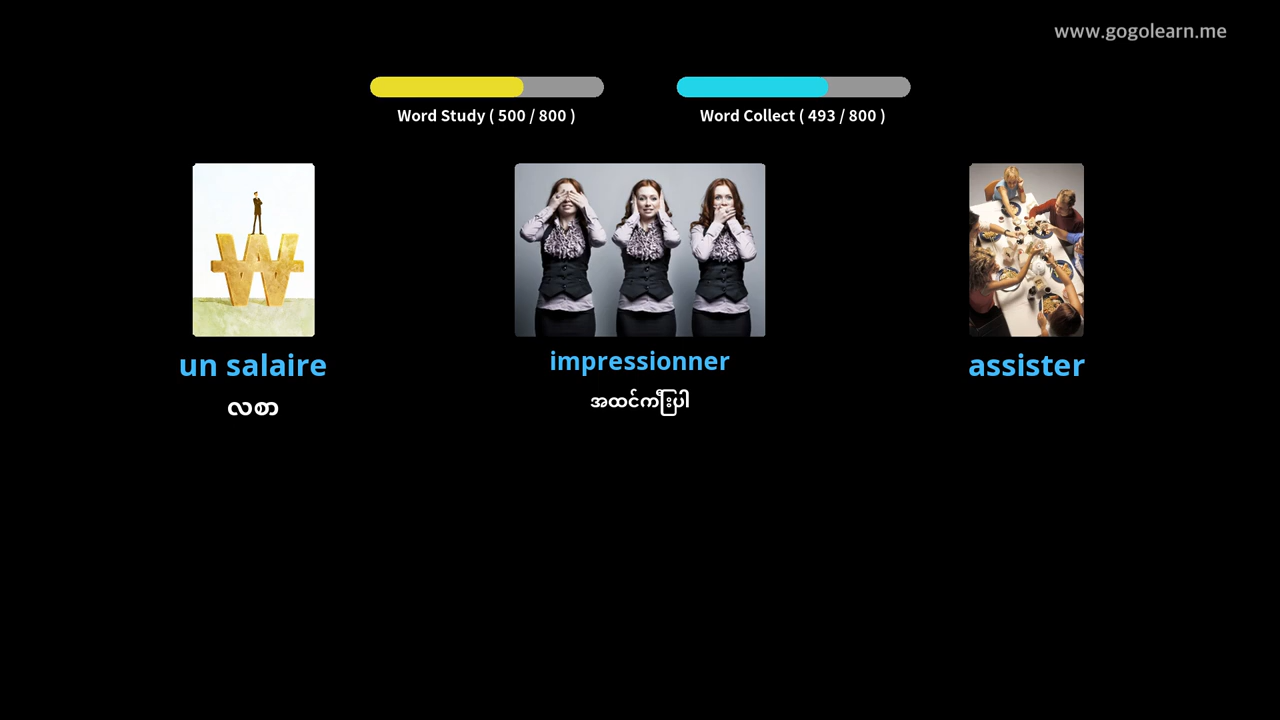 www.gogolearn.me
Word Study ( 500 / 800 )
Word Collect ( 493 / 800 )
un salaire
impressionner
assister
လစာ
အထင်ကြီးပါ